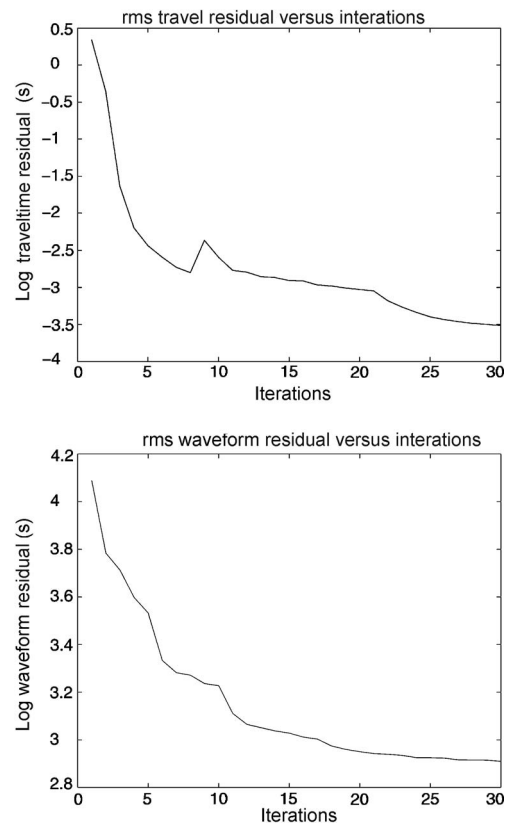 rms travel residual versus interations
0.5
0
−0.5
−1
−1.5
−2
−2.5
−3
−3.5
−4
Log traveltime residual (s)
0 5 10 15 20 25 30
Iterations
rms waveform residual versus interations
4.2
4
3.8
3.6
3.4
3.2
3
2.8
Log waveform residual (s)
0 5 10 15 20 25 30
Iterations